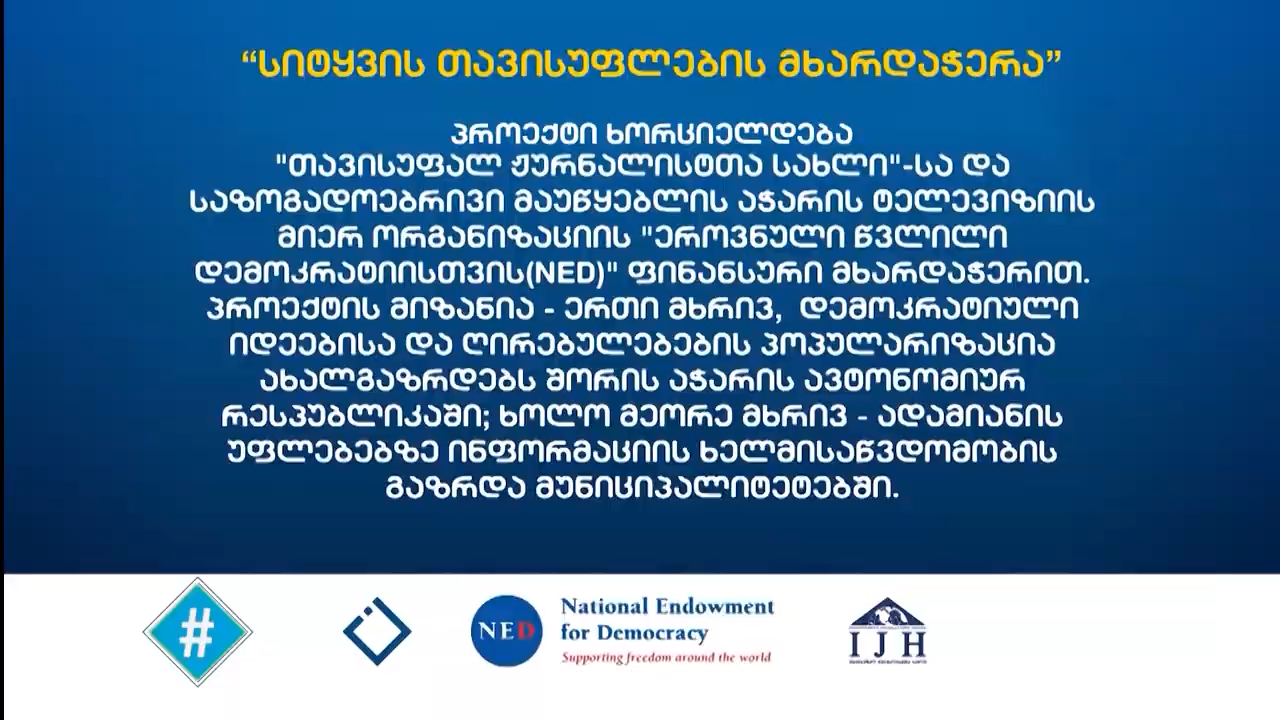 “სიტყვის თავისუფლების მხარდაჭერა”
პროექტი ხორციელდება
"თავისუფალ ჟურნალისტთა სახლი"-სა და
საზოგადოებრივი მაუწყებლის აჭარის ტელევიზიის
მიერ ორგანიზაციის "ეროვნული წვლილი
დემოკრატიისთვის(NED)" ფინანსური მხარდაჭერით.
პროექტის მიზანია - ერთი მხრივ, დემოკრატიული
იდეებისა და ღირებულებების პოპულარიზაცია
ახალგაზრდებს შორის აჭარის ავტონომიურ
რესპუბლიკაში; ხოლო მეორე მხრივ - ადამიანის
უფლებებზე ინფორმაციის ხელმისაწვდომობის
გაზრდა მუნიციპალიტეტებში.
#
NED
National Endowment
for Democracy
Supporting freedom around the world
IJH